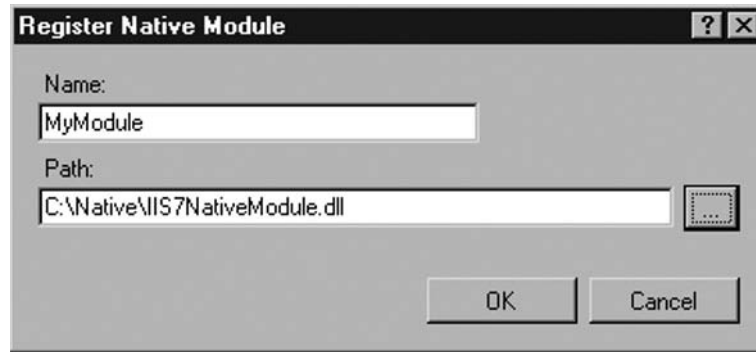 Register Native Module
?
Name:
MyModule
Path:
C:\Native\IIS7NativeModule.dll
...
OK
Cancel